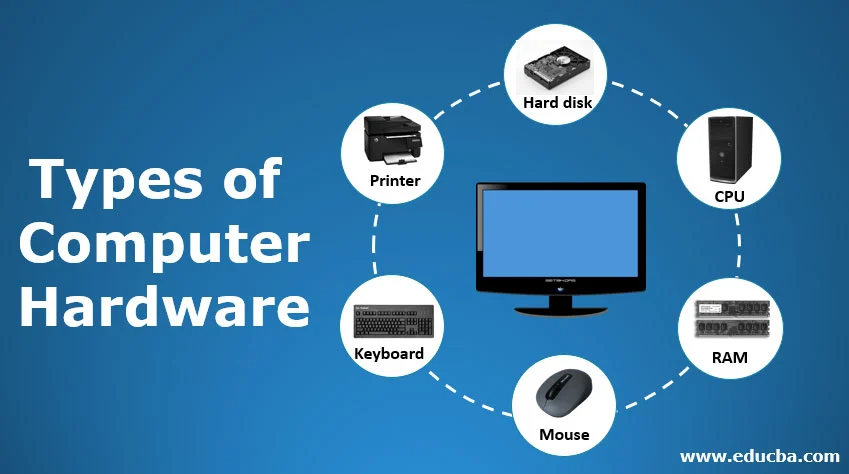 Types of
Computer
Hardware
Hard disk
CPU
RAM
Mouse
Keyboard
Printer
www.educba.com